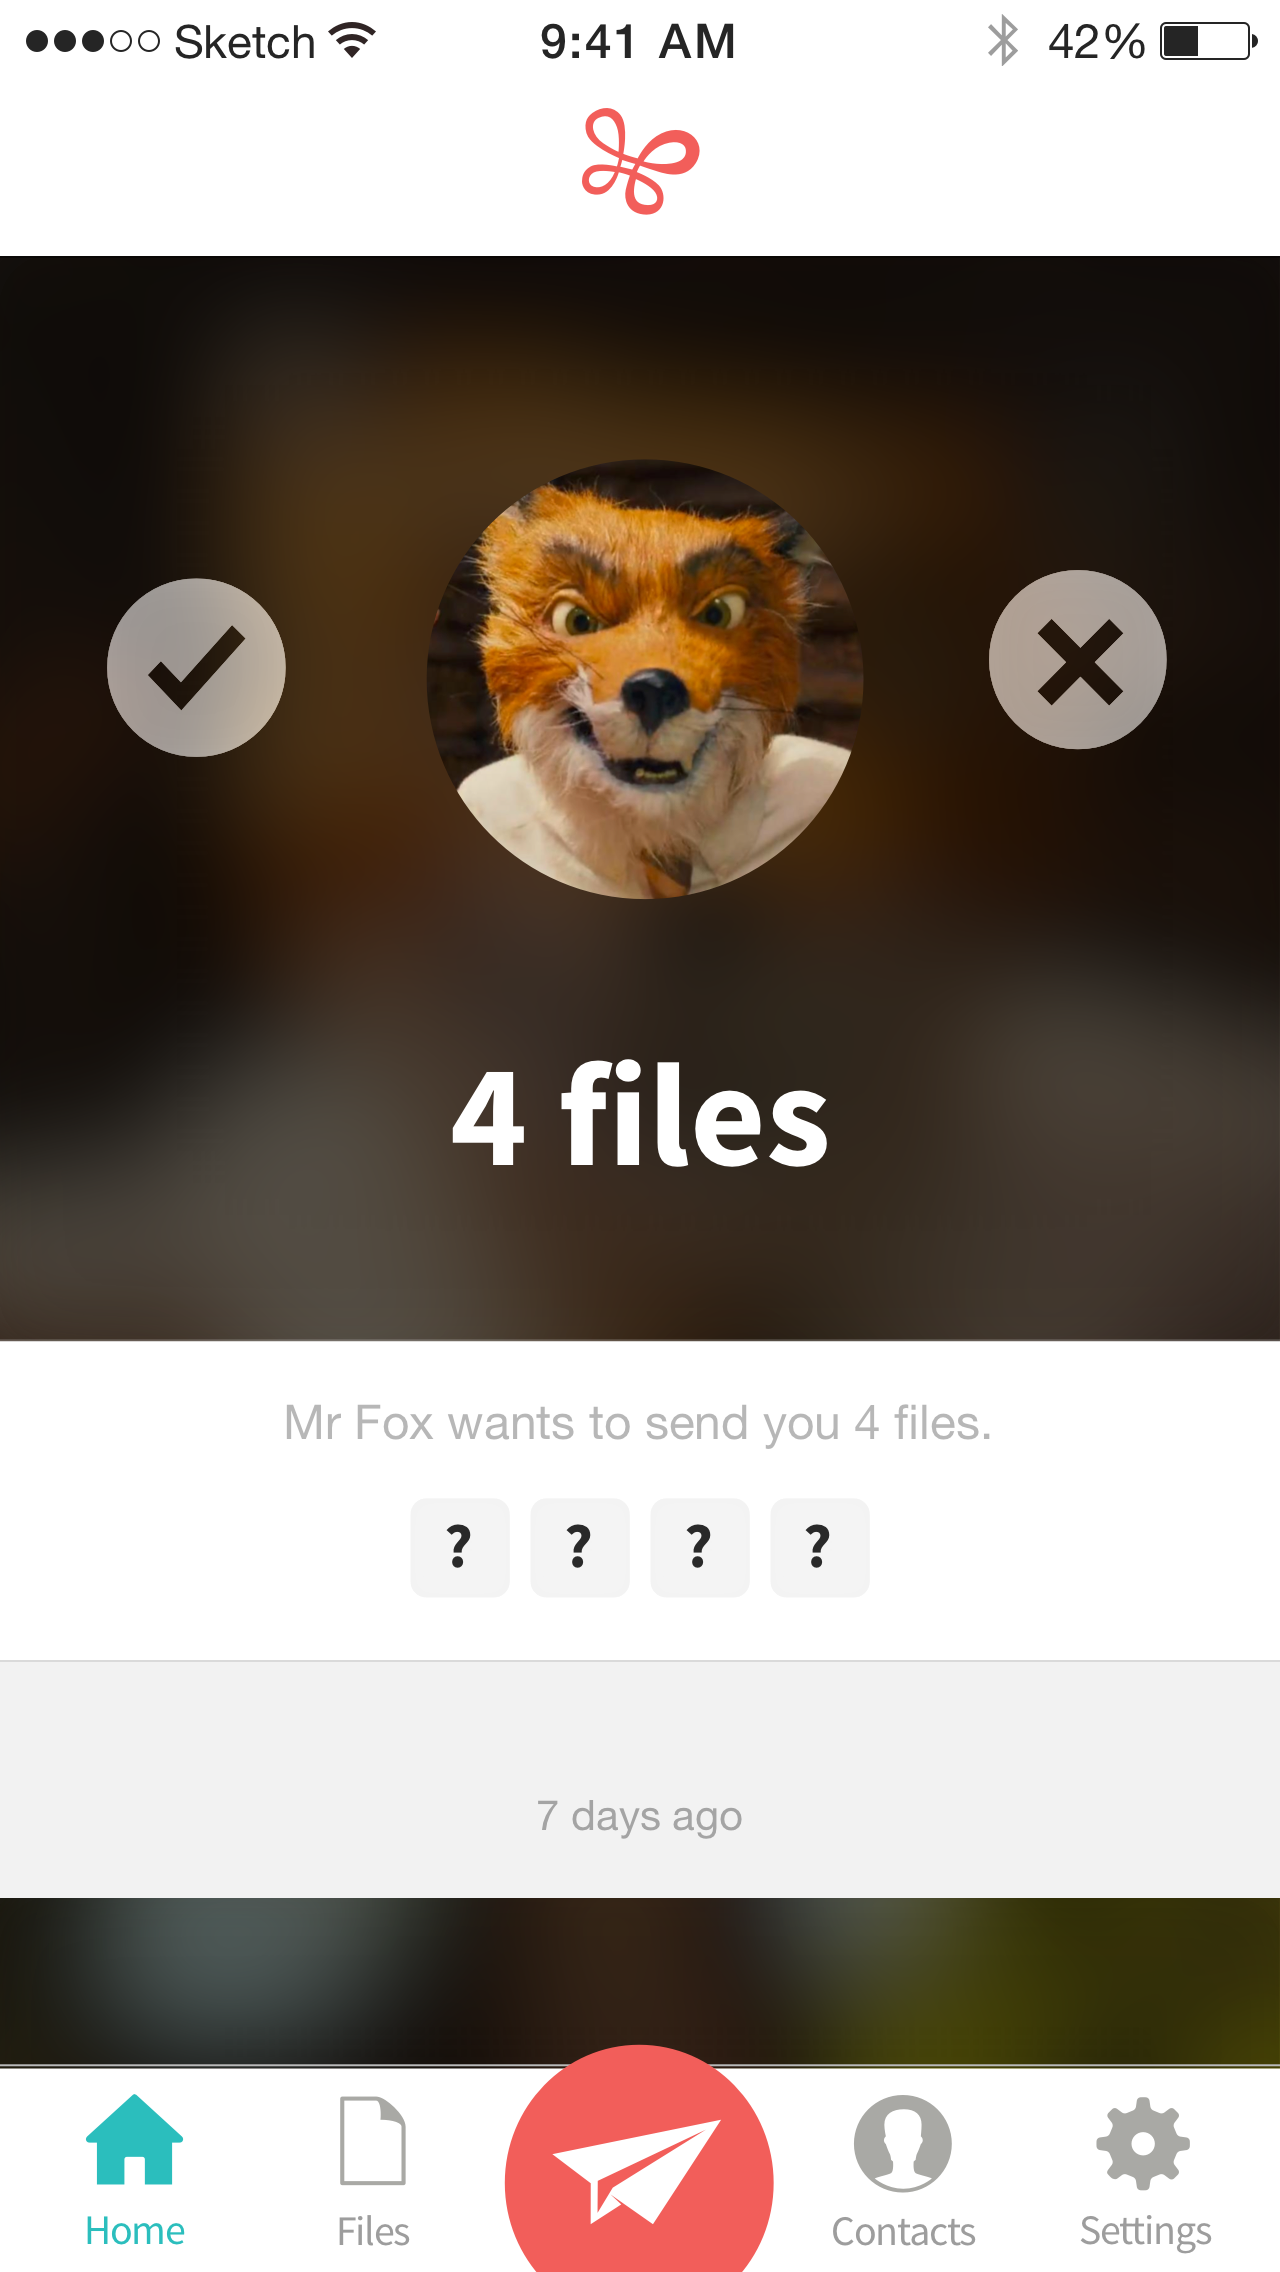 Sketch 9:41 AM 42%
4 files
Mr Fox wants to send you 4 files.
? ? ? ?
7 days ago
Home Files Contacts Settings